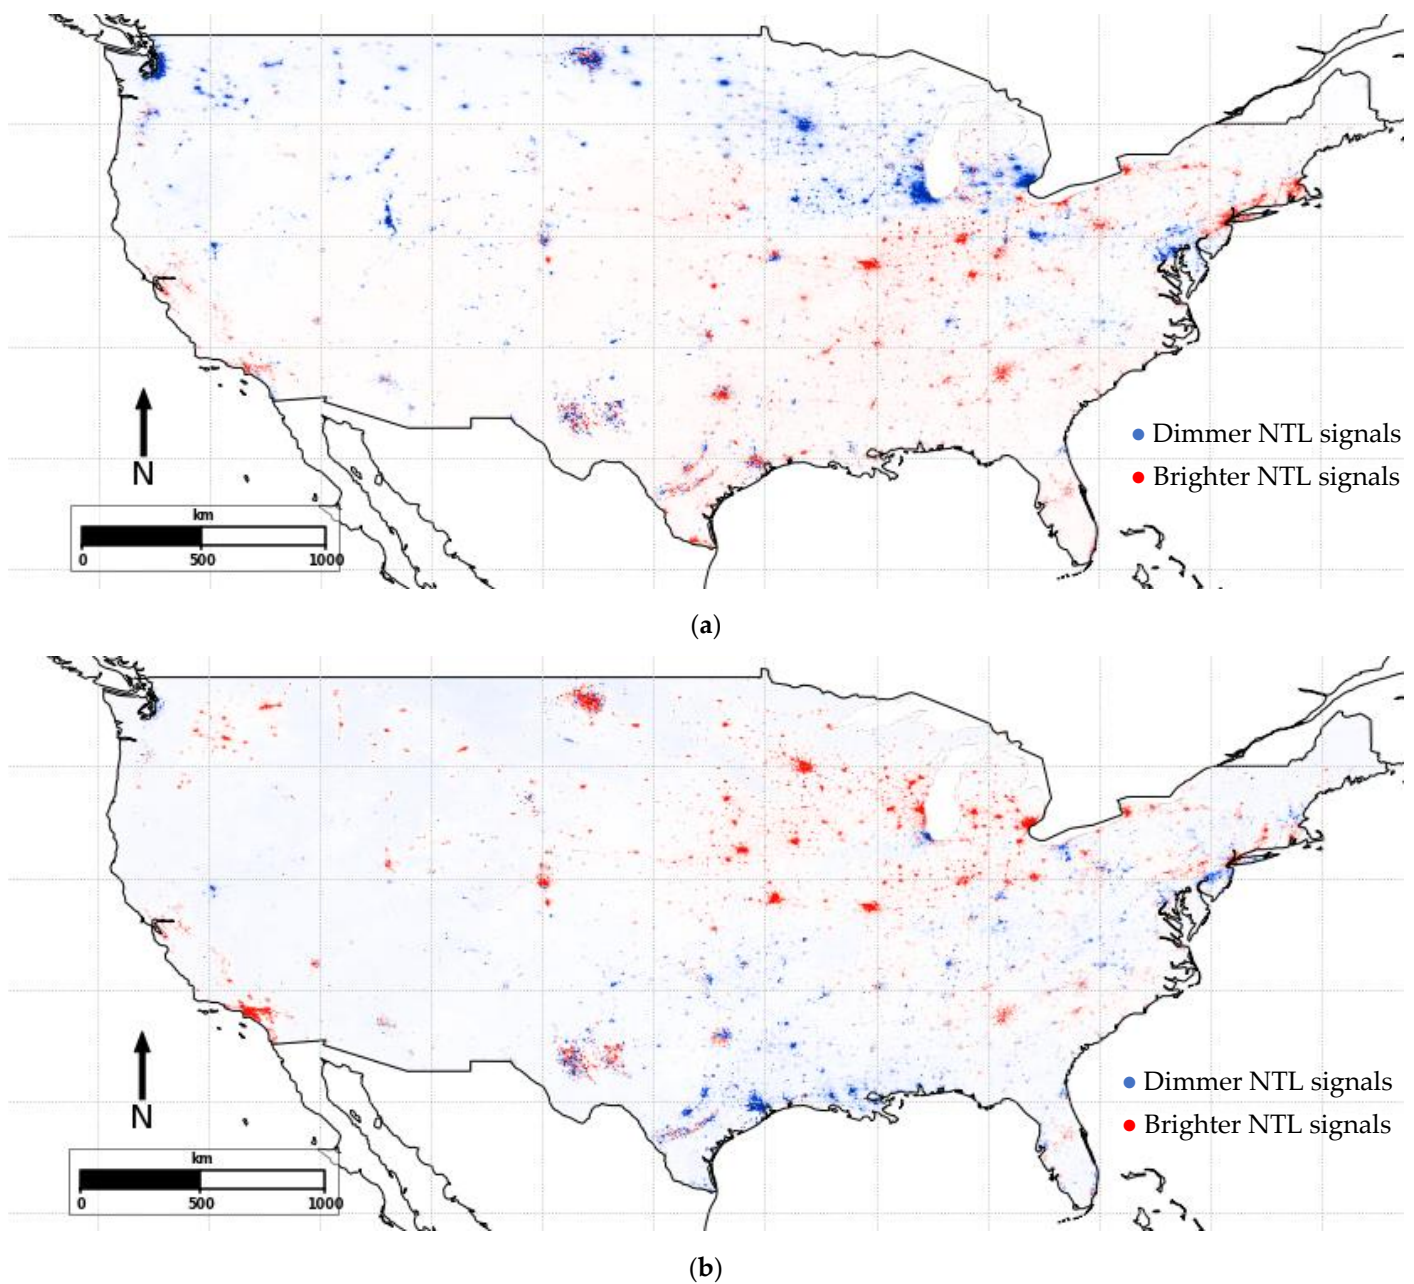 ● Dimmer NTL signals
● Brighter NTL signals
N
km
0 500 1000
(a)
● Dimmer NTL signals
● Brighter NTL signals
N
km
0 500 1000
(b)